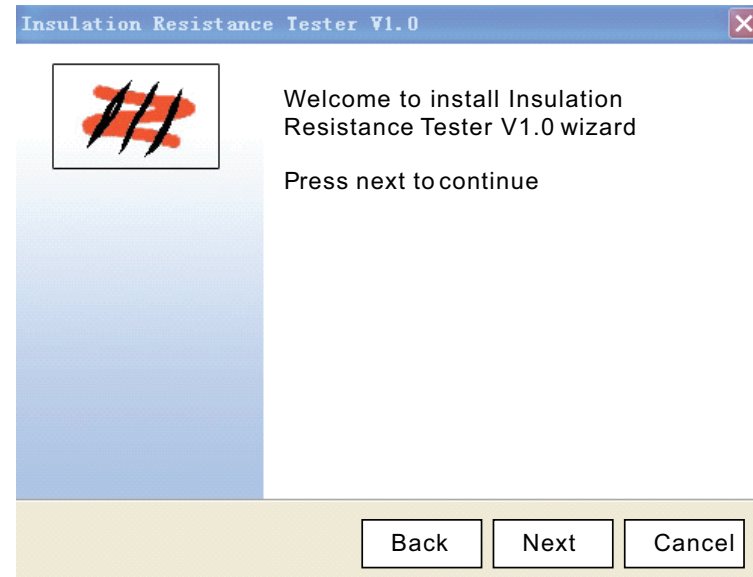 Insulation Resistance Tester V1.0
Welcome to install Insulation
Resistance Tester V1.0 wizard
Press next to continue
Back Next Cancel